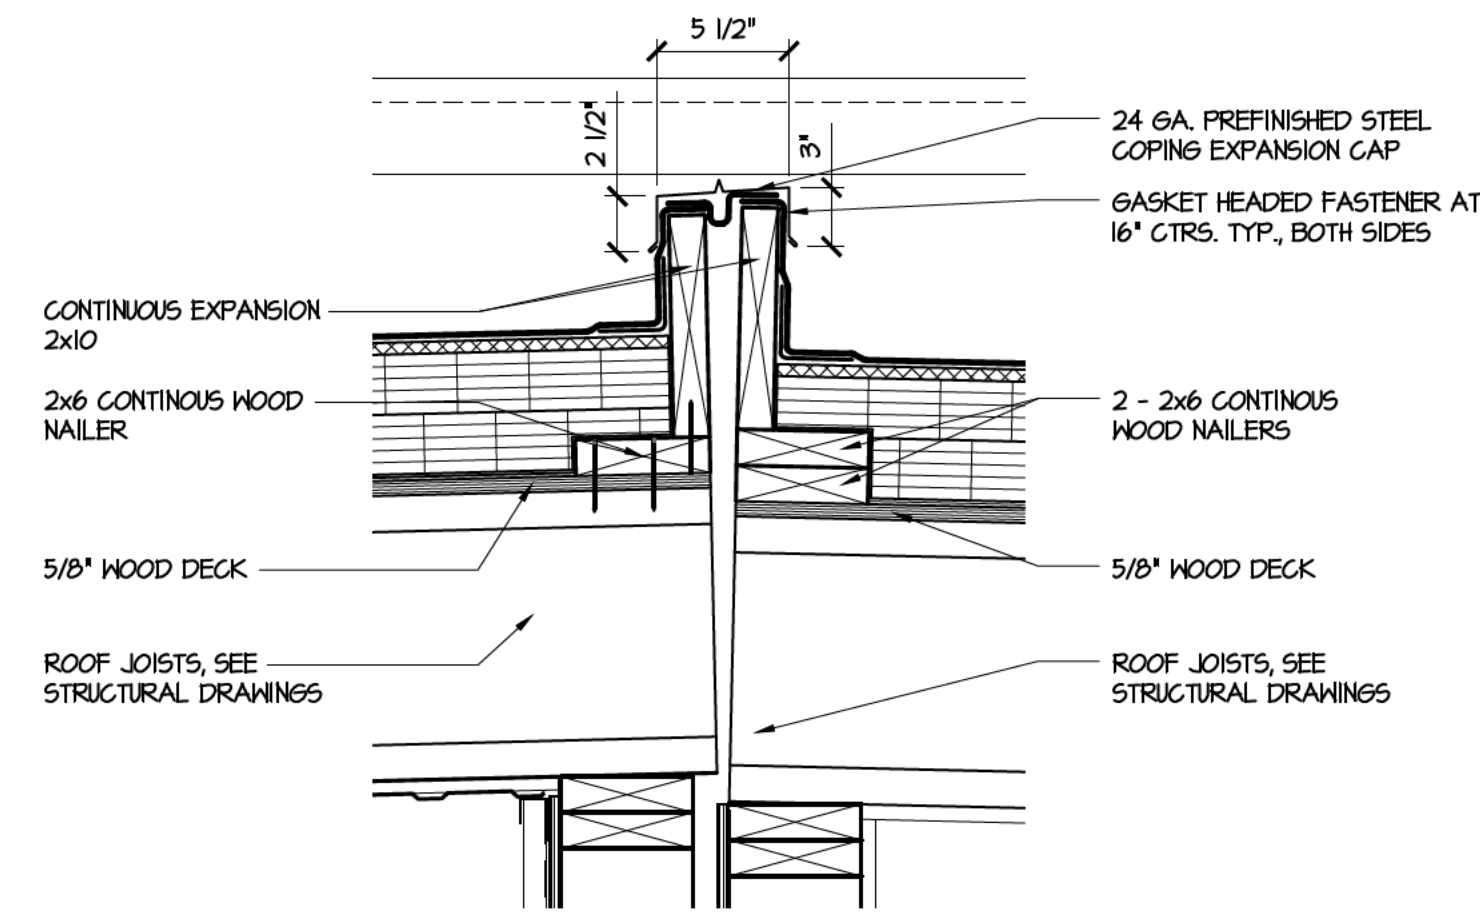 5 1/2"
2 1/2"
3"
24 GA. PREFINISHED STEEL
COPING EXPANSION CAP
GASKET HEADED FASTENER AT
16" CTRS. TYP., BOTH SIDES
CONTINUOUS EXPANSION
2x10
2x6 CONTINOUS WOOD
NAILER
2 - 2x6 CONTINOUS
WOOD NAILERS
5/8" WOOD DECK
5/8" WOOD DECK
ROOF JOISTS, SEE
STRUCTURAL DRAWINGS
ROOF JOISTS, SEE
STRUCTURAL DRAWINGS